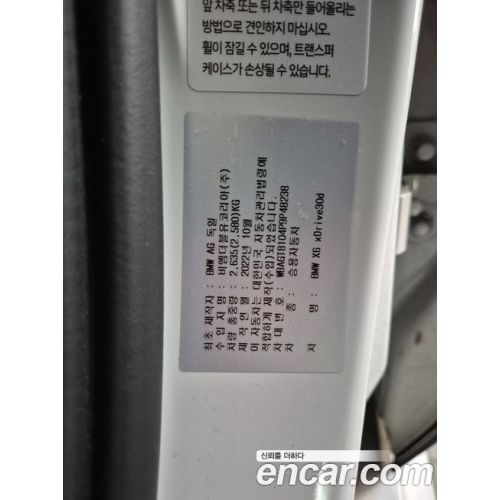 앞 차축 또는 뒤 차축만 들어올리는
방법으로 견인하지 마십시오.
휠이 잠길 수 있으며, 트랜스퍼
케이스가 손상될 수 있습니다.
최초 제작자 : BMW AG 독일
수 입 자 명 : 비엠더블유코리아(주)
차량 총중량 : 2,635(2,580)KG
제 작 연 월 : 2022년 10월
이 자동차는 대한민국 자동차관리법령에
적합하게 제작(수입)되었습니다.
차 대 번 호 : WBAGT8104P9P48238
차 종 : 승용자동차
차 명 : BMW X6 xDrive30d
신뢰를 더하다
encar.com